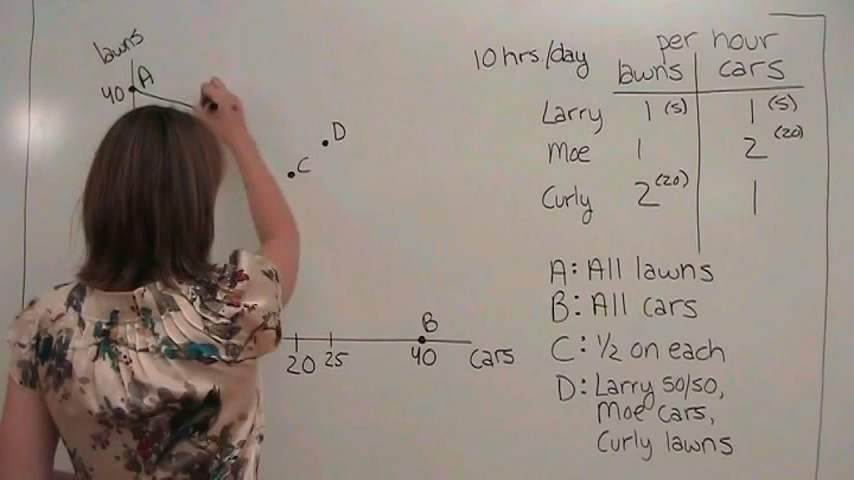 lawns
A
40
D
C
B
20 25 40 cars
10 hrs./day
per hour
lawns cars
Larry 1 (5) 1 (5)
Moe 1 2 (20)
Curly 2 (20) 1
A: All lawns
B: All cars
C: 1/2 on each
D: Larry 50/50,
Moe cars,
Curly lawns